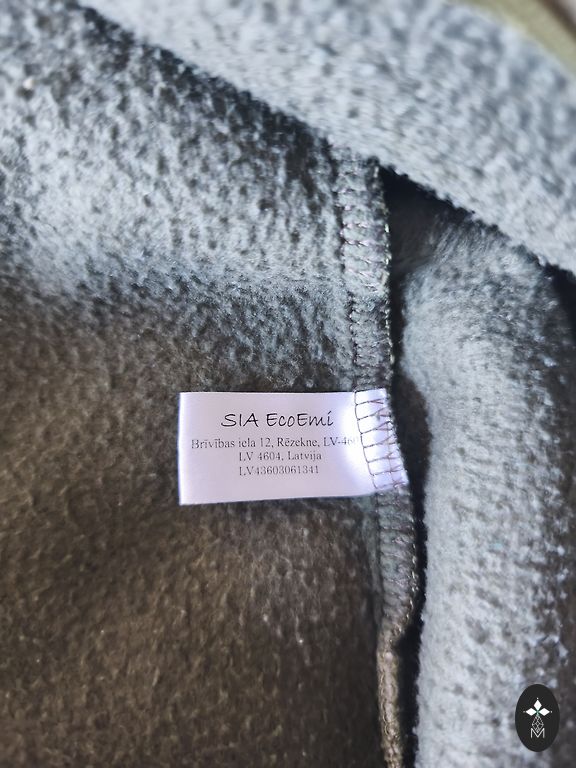 SIA EcoEmi
Brīvības iela 12, Rēzekne,
LV 4604, Latvija
LV43603061341
M